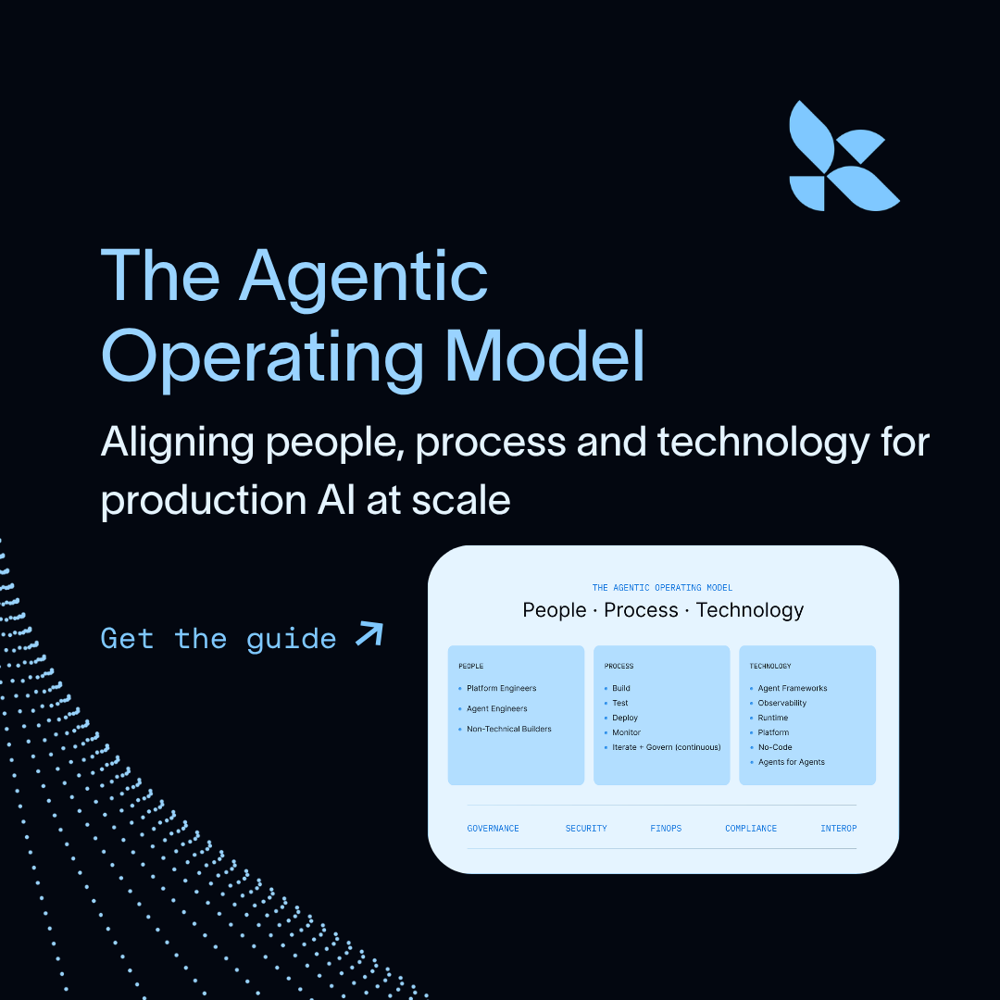 The Agentic
Operating Model
Aligning people, process and technology for
production AI at scale
Get the guide
THE AGENTIC OPERATING MODEL
People · Process · Technology
PEOPLE
Platform Engineers
Agent Engineers
Non-Technical Builders
PROCESS
Build
Test
Deploy
Monitor
Iterate + Govern (continuous)
TECHNOLOGY
Agent Frameworks
Observability
Runtime
Platform
No-Code
Agents for Agents
GOVERNANCE SECURITY FINOPS COMPLIANCE INTEROP